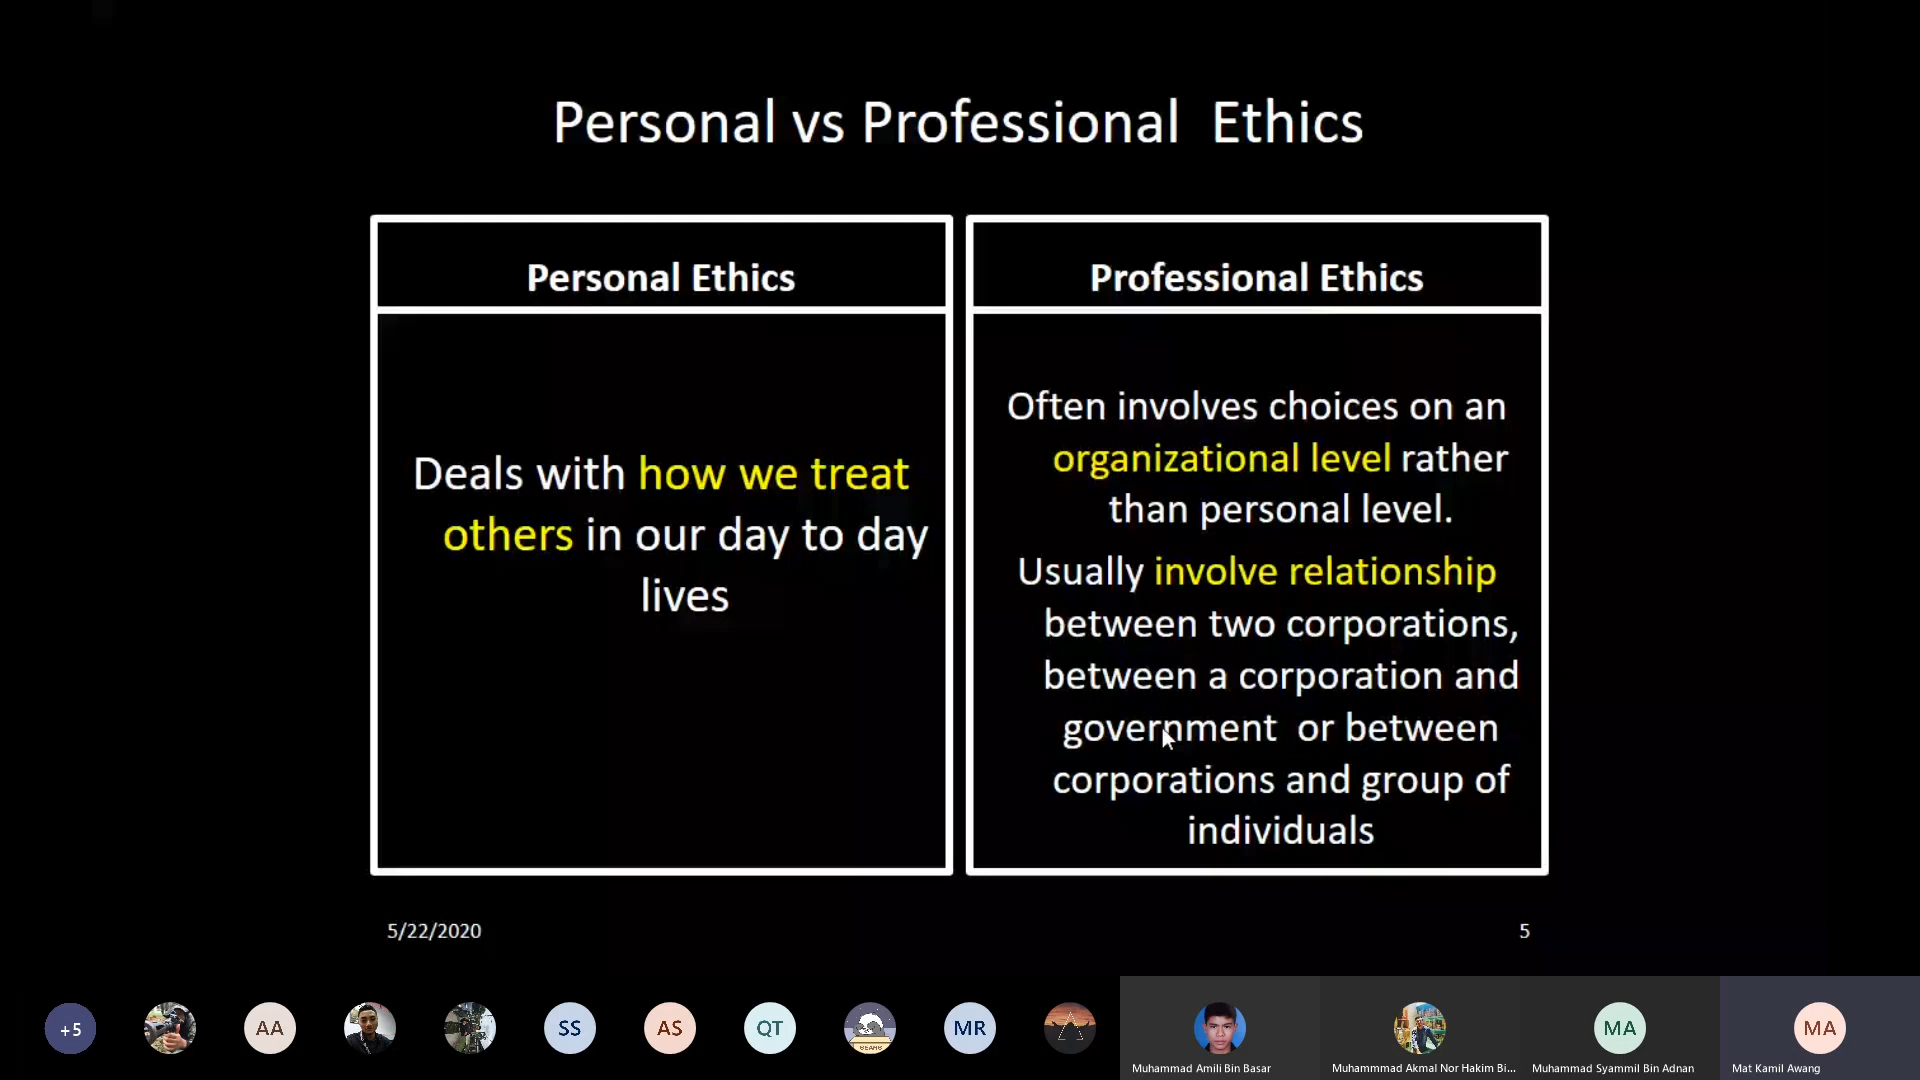 Personal vs Professional  Ethics
Personal Ethics
Deals with how we treat
others in our day to day
lives
Professional Ethics
Often involves choices on an
organizational level rather
than personal level.
Usually involve relationship
between two corporations,
between a corporation and
government  or between
corporations and group of
individuals
5/22/2020
5
+5
AA
SS
AS
QT
BEARS
MR
MA
MA
Muhammad Amili Bin Basar
Muhammmad Akmal Nor Hakim Bi...
Muhammad Syammil Bin Adnan
Mat Kamil Awang